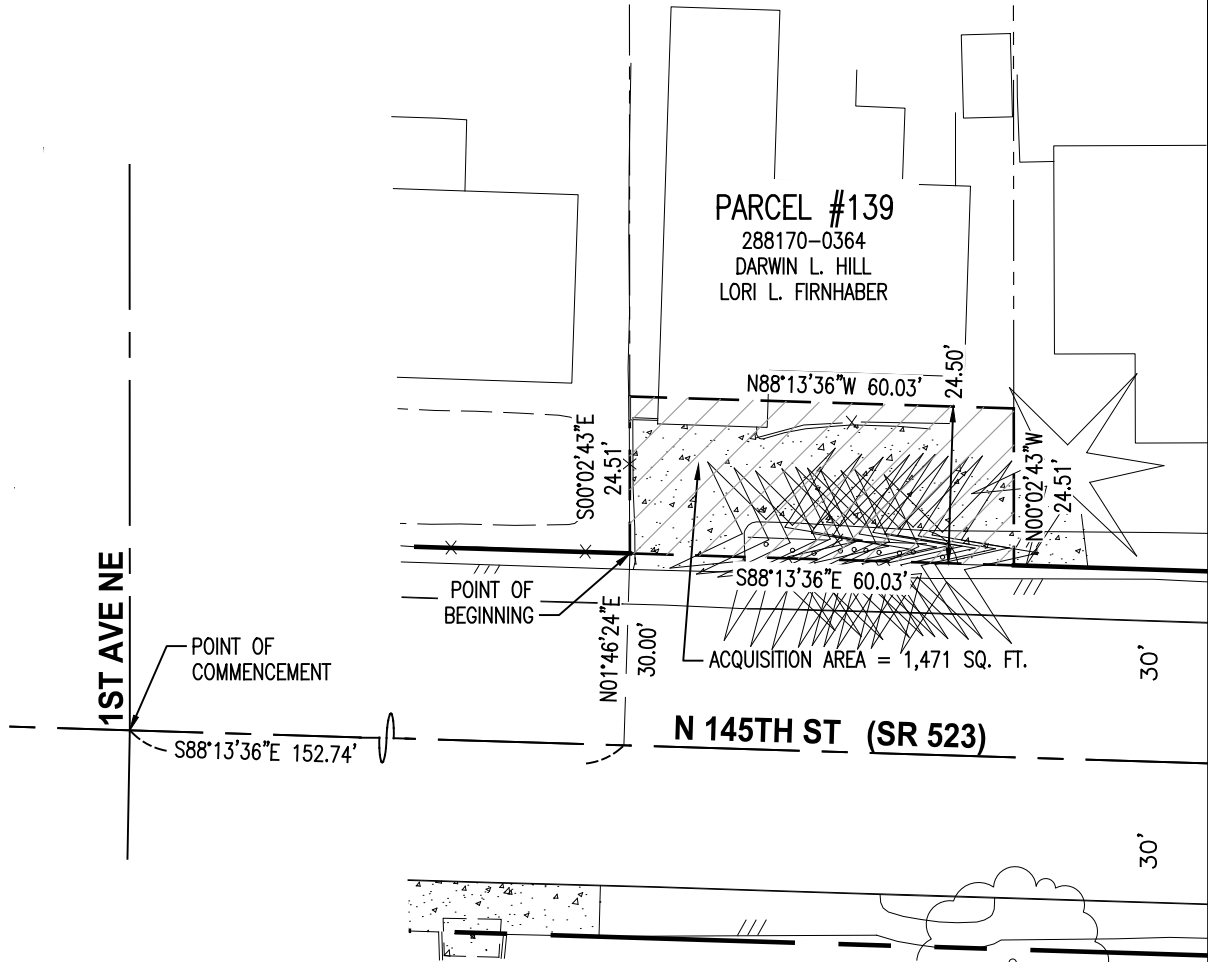 PARCEL #139
288170-0364
DARWIN L. HILL
LORI L. FIRNHABER
N88°13'36"W 60.03'
24.50'
S00°02'43"E
24.51'
N00°02'43"W
24.51'
S88°13'36"E 60.03'
POINT OF
BEGINNING
N01°46'24"E
30.00'
ACQUISITION AREA = 1,471 SQ. FT.
1ST AVE NE
POINT OF
COMMENCEMENT
S88°13'36"E 152.74'
N 145TH ST (SR 523)
30'
30'